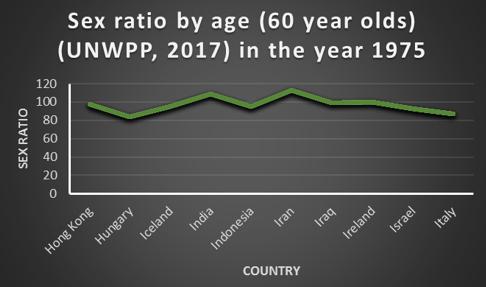 Sex ratio by age (60 year olds)
(UNWPP, 2017) in the year 1975
120
100
80
60
40
20
0
SEX RATIO
Hong Kong
Hungary
Iceland
India
Indonesia
Iran
Iraq
Ireland
Israel
Italy
COUNTRY